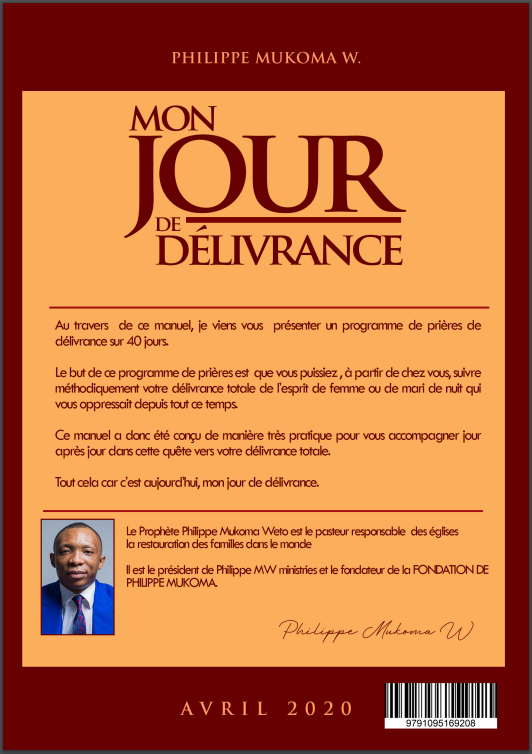 PHILIPPE MUKOMA W.
MON
JOUR
DE
DÉLIVRANCE
Au travers de ce manuel, je viens vous présenter un programme de prières de
délivrance sur 40 jours.
Le but de ce programme de prières est que vous puissiez , à partir de chez vous, suivre
méthodiquement votre délivrance totale de l'esprit de femme ou de mari de nuit qui
vous oppressait depuis tout ce temps.
Ce manuel a donc été conçu de manière très pratique pour vous accompagner jour
après jour dans cette quête vers votre délivrance totale.
Tout cela car c'est aujourd'hui, mon jour de délivrance.
Le Prophète Philippe Mukoma Weto est le pasteur responsable des églises
la restauration des familles dans le monde
Il est le président de Philippe MW ministries et le fondateur de la FONDATION DE
PHILIPPE MUKOMA.
Philippe Mukoma W
AVRIL 2020
9791095169208